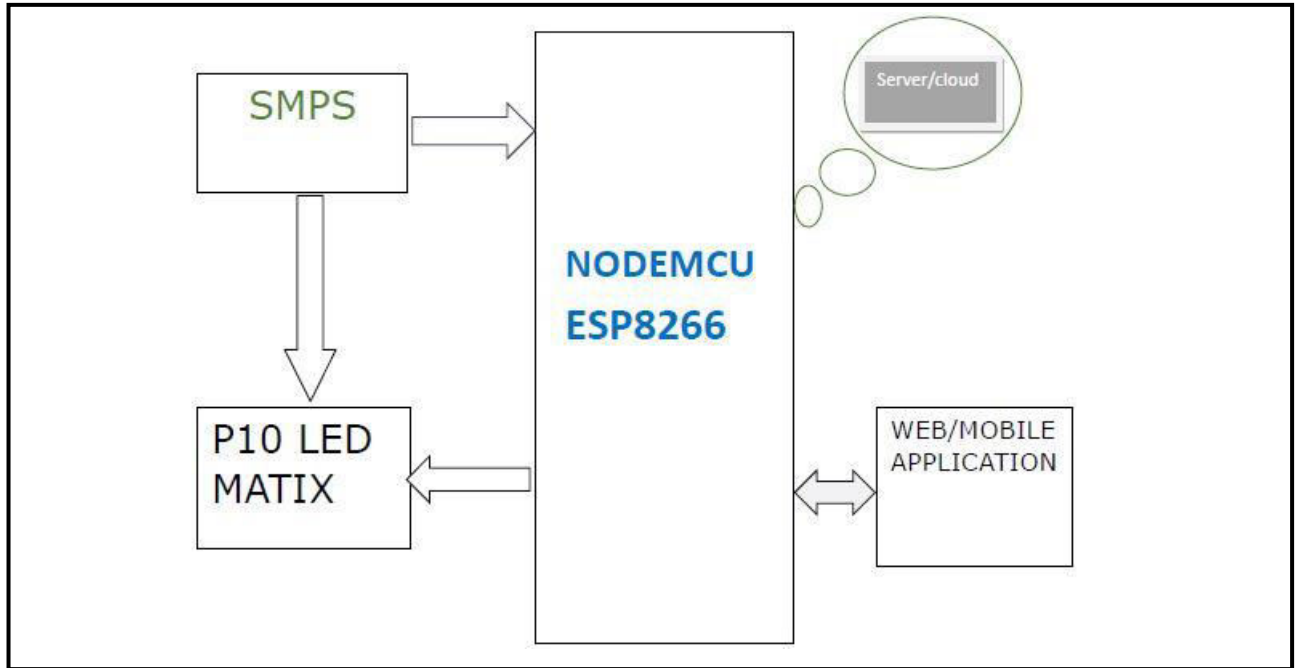 SMPS
Server/cloud
NODEMCU
ESP8266
P10 LED
MATIX
WEB/MOBILE
APPLICATION